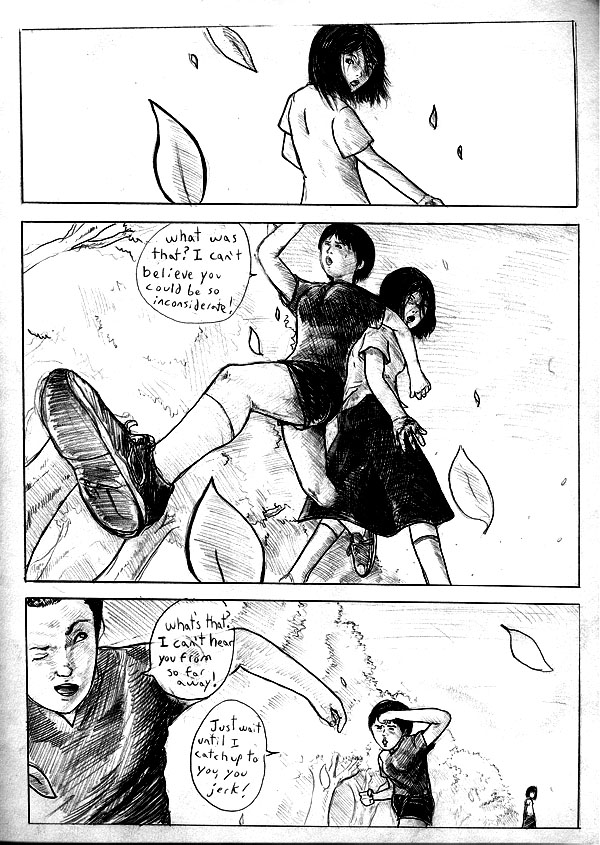 what was
that? I can't
believe you
could be so
inconsiderate!
what's that?
I can't hear
you from
so far
away!
Just wait
until I
catch up to
you, you
jerk!